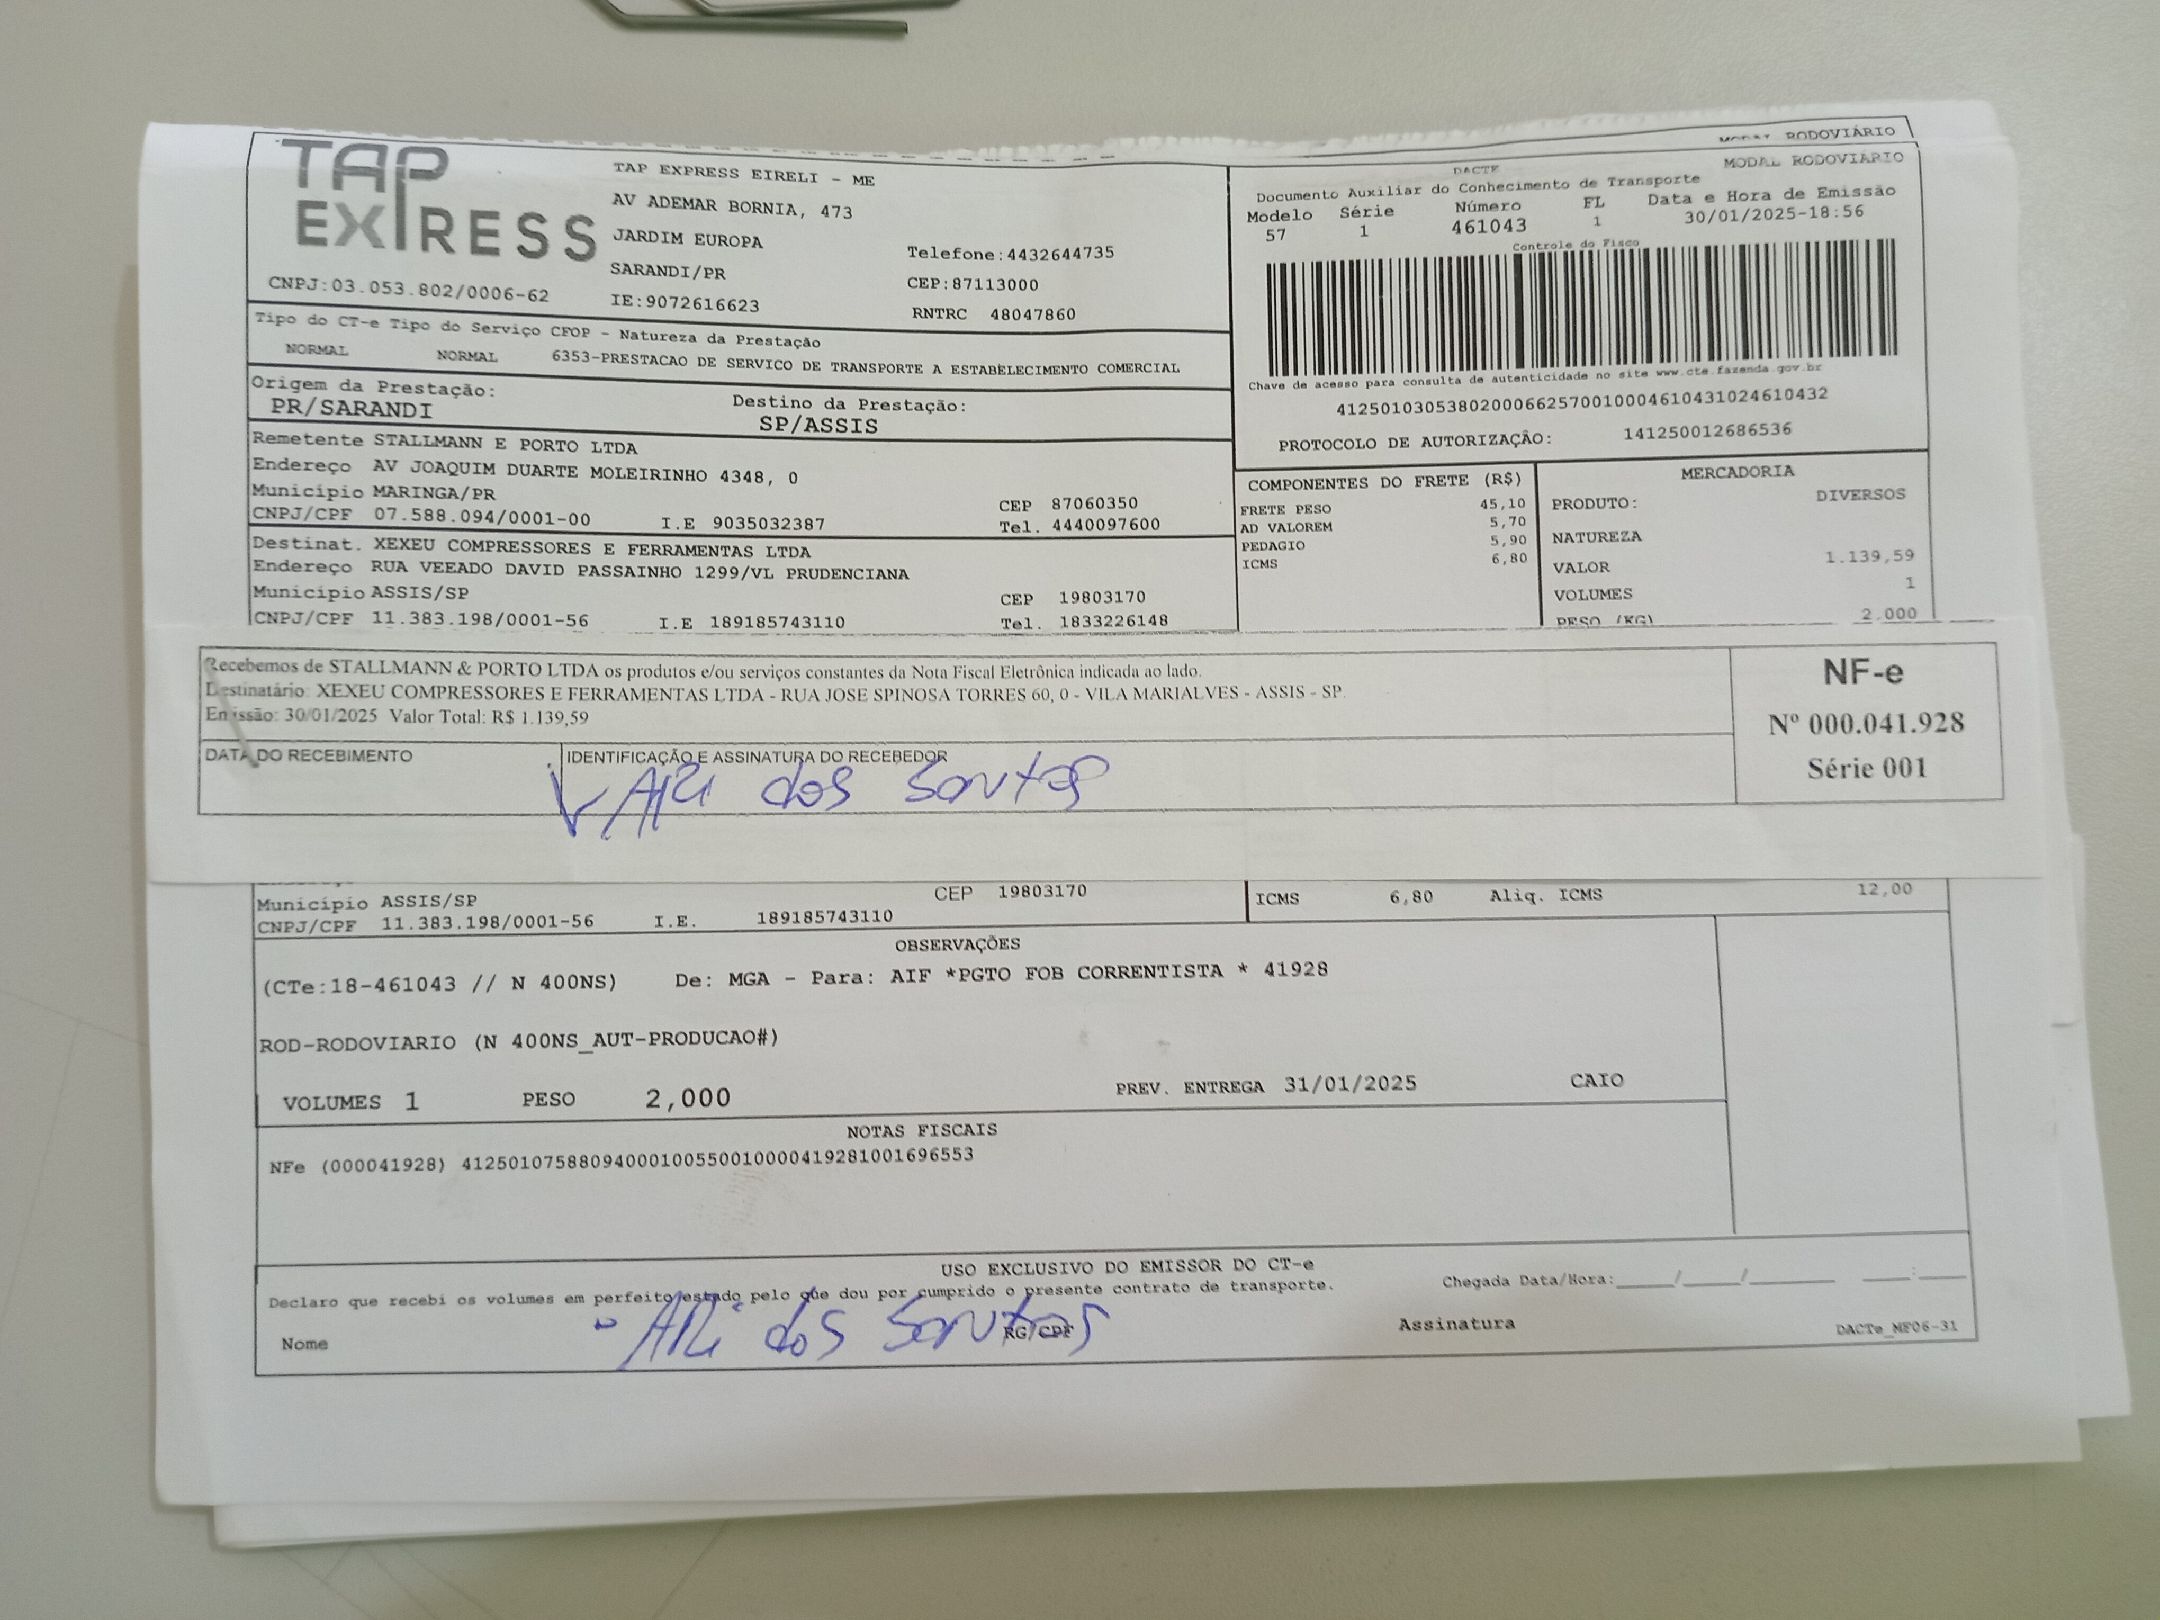 TAP
EXPRESS
CNPJ:03.053.802/0006-62
TAP EXPRESS EIRELI - ME
AV ADEMAR BORNIA, 473
JARDIM EUROPA
SARANDI/PR
IE:9072616623
Telefone:4432644735
CEP:87113000
RNTRC 48047860
RODOVIÁRIO
DACTE MODAL RODOVIÁRIO
Documento Auxiliar do Conhecimento de Transporte
Modelo Série Número FL Data e Hora de Emissão
57 1 461043 1 30/01/2025-18:56
Controle do Fisco
Chave de acesso para consulta de autenticidade no site www.cte.fazenda.gov.br
41250103053802000662570010004610431024610432
PROTOCOLO DE AUTORIZAÇÃO: 141250012686536
Tipo do CT-e Tipo do Serviço CFOP - Natureza da Prestação
NORMAL NORMAL 6353-PRESTACAO DE SERVICO DE TRANSPORTE A ESTABELECIMENTO COMERCIAL
Origem da Prestação: Destino da Prestação:
PR/SARANDI SP/ASSIS
Remetente STALLMANN E PORTO LTDA
Endereço AV JOAQUIM DUARTE MOLEIRINHO 4348, 0
Município MARINGA/PR CEP 87060350
CNPJ/CPF 07.588.094/0001-00 I.E 9035032387 Tel. 4440097600
Destinat. XEXEU COMPRESSORES E FERRAMENTAS LTDA
Endereço RUA VEEADO DAVID PASSAINHO 1299/VL PRUDENCIANA
Município ASSIS/SP CEP 19803170
CNPJ/CPF 11.383.198/0001-56 I.E 189185743110 Tel. 1833226148
COMPONENTES DO FRETE (R$)
FRETE PESO 45,10
AD VALOREM 5,70
PEDAGIO 5,90
ICMS 6,80
MERCADORIA
PRODUTO: DIVERSOS
NATUREZA
VALOR 1.139,59
VOLUMES 1
PESO (KG) 2,000
Recebemos de STALLMANN & PORTO LTDA os produtos e/ou serviços constantes da Nota Fiscal Eletrônica indicada ao lado.
Destinatário: XEXEU COMPRESSORES E FERRAMENTAS LTDA - RUA JOSE SPINOSA TORRES 60, 0 - VILA MARIALVES - ASSIS - SP.
Emissão: 30/01/2025 Valor Total: R$ 1.139,59
DATA DO RECEBIMENTO IDENTIFICAÇÃO E ASSINATURA DO RECEBEDOR
ARi dos Santos
NF-e
Nº 000.041.928
Série 001
Município ASSIS/SP CEP 19803170
CNPJ/CPF 11.383.198/0001-56 I.E. 189185743110
ICMS 6,80 Aliq. ICMS 12,00
OBSERVAÇÕES
(CTe:18-461043 // N 400NS) De: MGA - Para: AIF *PGTO FOB CORRENTISTA * 41928
ROD-RODOVIARIO (N 400NS_AUT-PRODUCAO#)
VOLUMES 1 PESO 2,000 PREV. ENTREGA 31/01/2025 CAIO
NOTAS FISCAIS
NFe (000041928) 41250107588094000100550010000419281001696553
USO EXCLUSIVO DO EMISSOR DO CT-e
Declaro que recebi os volumes em perfeito estado pelo que dou por cumprido o presente contrato de transporte. Chegada Data/Hora:____/____/______ ___:___
ARi dos Santos
Nome RG/CPF Assinatura DACTe_MF06-31